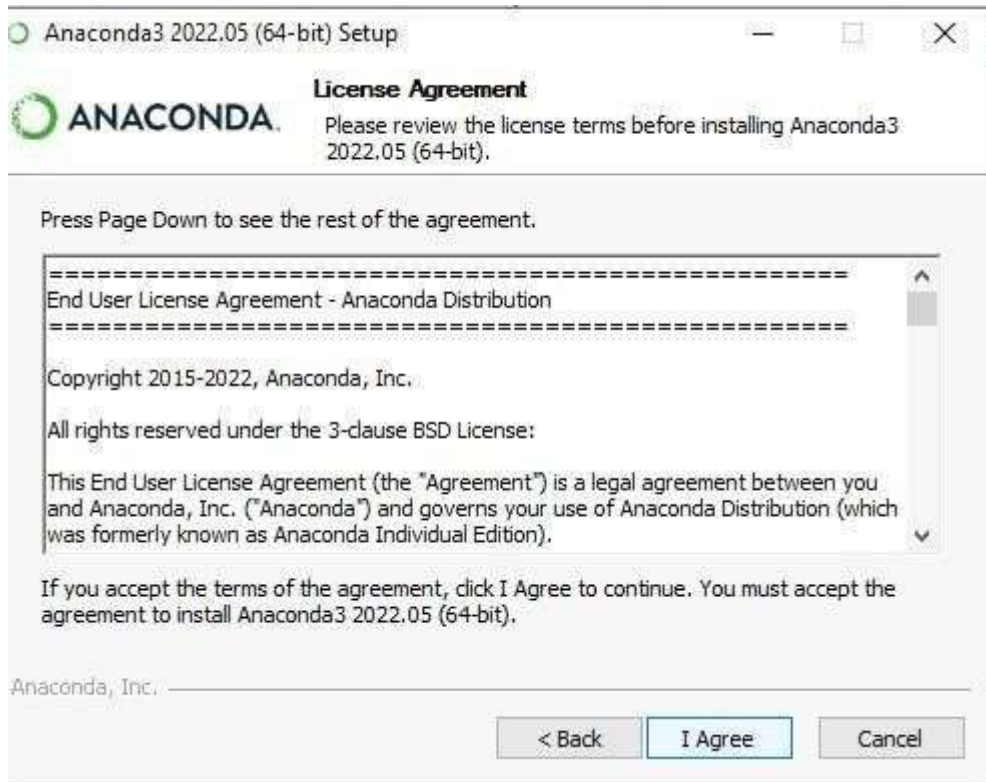 Anaconda3 2022.05 (64-bit) Setup
ANACONDA.
License Agreement
Please review the license terms before installing Anaconda3
2022.05 (64-bit).
Press Page Down to see the rest of the agreement.
====================================================
End User License Agreement - Anaconda Distribution
====================================================
Copyright 2015-2022, Anaconda, Inc.
All rights reserved under the 3-clause BSD License:
This End User License Agreement (the "Agreement") is a legal agreement between you
and Anaconda, Inc. ("Anaconda") and governs your use of Anaconda Distribution (which
was formerly known as Anaconda Individual Edition).
If you accept the terms of the agreement, click I Agree to continue. You must accept the
agreement to install Anaconda3 2022.05 (64-bit).
Anaconda, Inc.
< Back
I Agree
Cancel